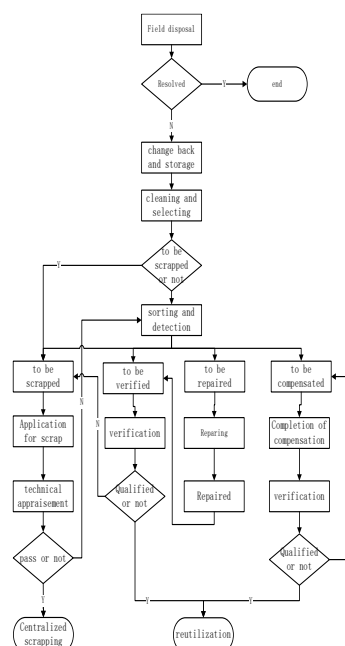 Field disposal
Resolved
Y
end
N
change back
and storage
cleaning and
selecting
to be
scrapped
or not
Y
sorting and
detection
to be
scrapped
to be
verified
to be
repaired
to be
compensated
N
Application
for scrap
N
verification
Repairing
Completion of
compensation
technical
appraisement
Qualified
or not
Repaired
verification
pass or not
Qualified
or not
Y
Y
Y
Centralized
scrapping
reutilization